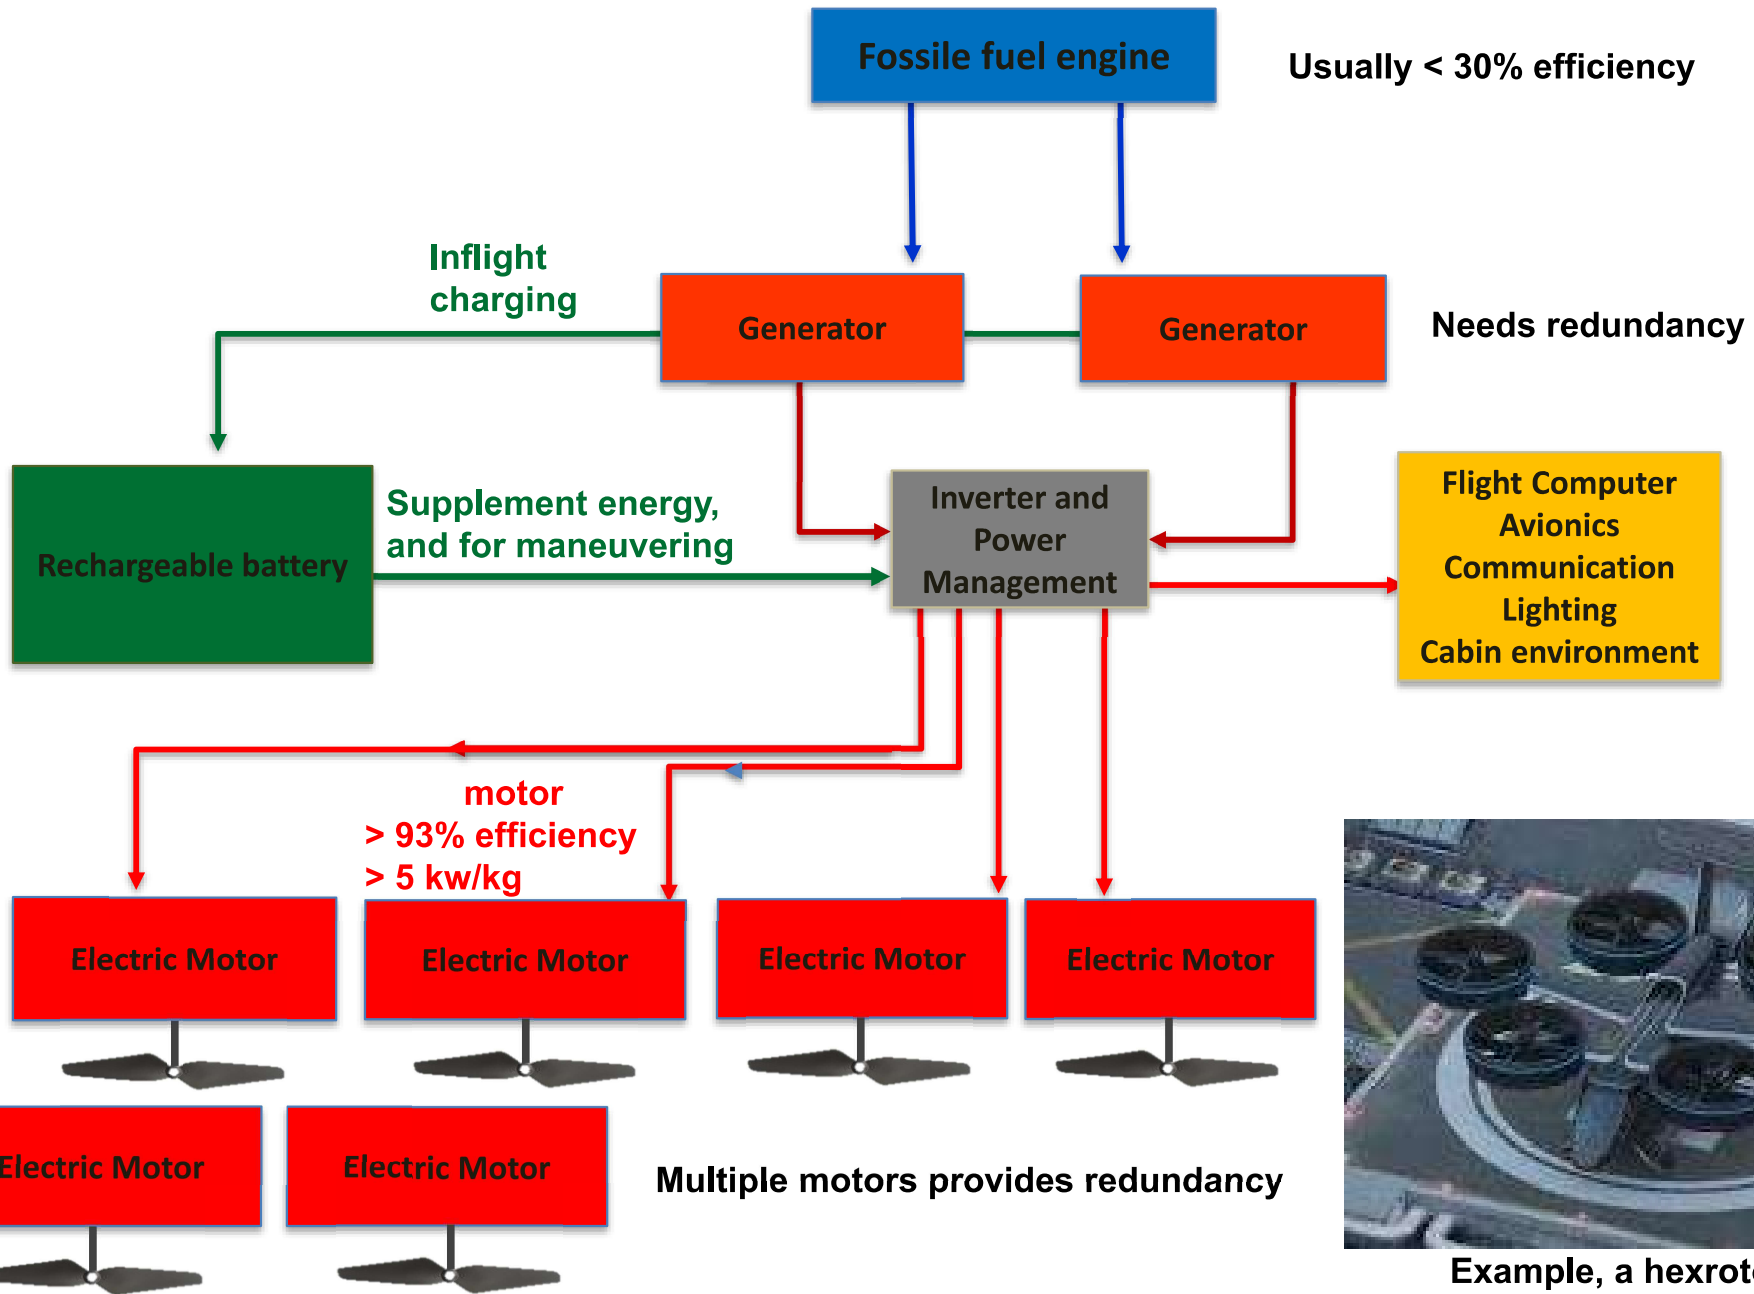 Fossile fuel engine
Usually < 30% efficiency
Inflight
charging
Generator
Generator
Needs redundancy
Rechargeable battery
Supplement energy,
and for maneuvering
Inverter and
Power
Management
Flight Computer
Avionics
Communication
Lighting
Cabin environment
motor
> 93% efficiency
> 5 kw/kg
Electric Motor
Electric Motor
Electric Motor
Electric Motor
Electric Motor
Electric Motor
Multiple motors provides redundancy
Example, a